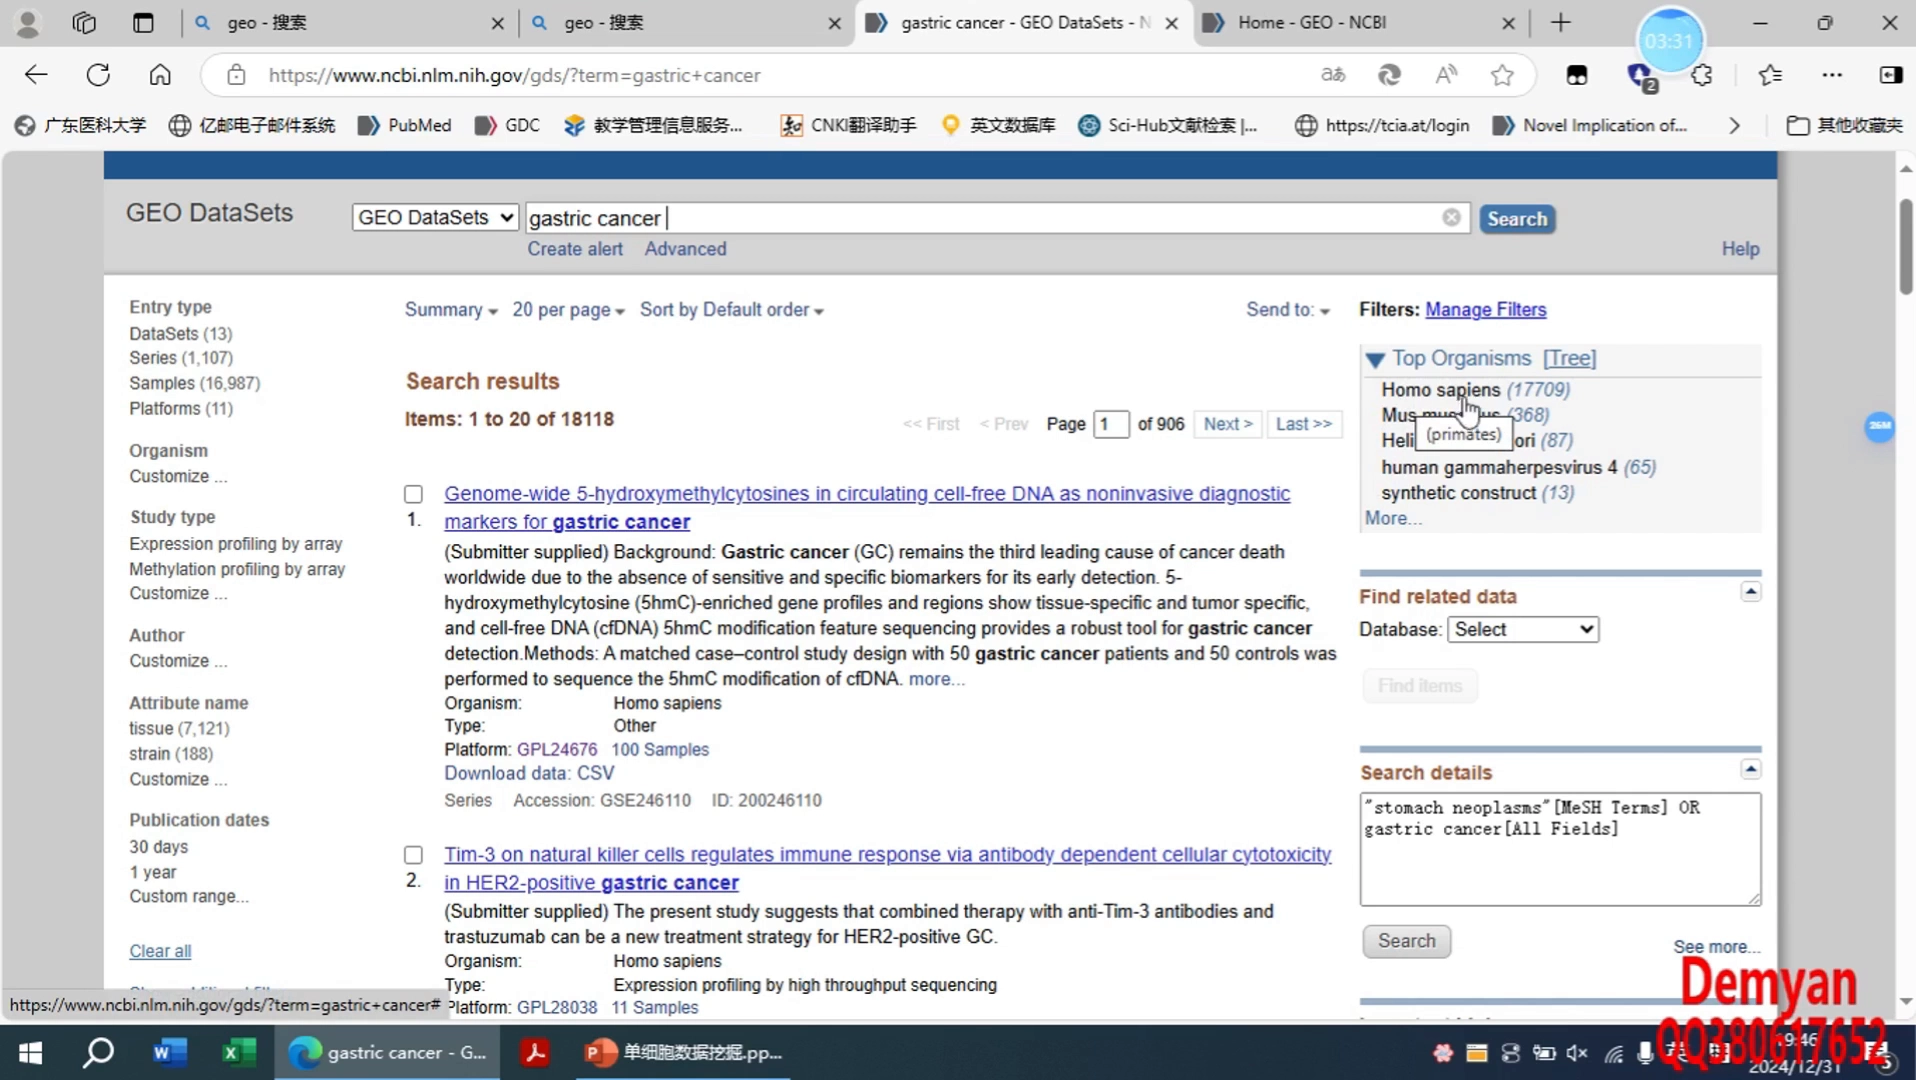 geo - 搜索
geo - 搜索
gastric cancer - GEO DataSets - N
Home - GEO - NCBI
03:31
https://www.ncbi.nlm.nih.gov/gds/?term=gastric+cancer
2
广东医科大学
亿邮电子邮件系统
PubMed
GDC
教学管理信息服务...
CNKI翻译助手
英文数据库
Sci-Hub文献检索|...
https://tcia.at/login
Novel Implication of...
其他收藏夹
GEO DataSets
GEO DataSets
gastric cancer
Search
Create alert
Advanced
Help
Entry type
DataSets (13)
Series (1,107)
Samples (16,987)
Platforms (11)
Organism
Customize ...
Study type
Expression profiling by array
Methylation profiling by array
Customize ...
Author
Customize ...
Attribute name
tissue (7,121)
strain (188)
Customize ...
Publication dates
30 days
1 year
Custom range...
Clear all
Summary
20 per page
Sort by Default order
Send to:
Search results
Items: 1 to 20 of 18118
<< First
< Prev
Page 1 of 906
Next >
Last >>
Genome-wide 5-hydroxymethylcytosines in circulating cell-free DNA as noninvasive diagnostic
1. markers for gastric cancer
(Submitter supplied) Background: Gastric cancer (GC) remains the third leading cause of cancer death
worldwide due to the absence of sensitive and specific biomarkers for its early detection. 5-
hydroxymethylcytosine (5hmC)-enriched gene profiles and regions show tissue-specific and tumor specific,
and cell-free DNA (cfDNA) 5hmC modification feature sequencing provides a robust tool for gastric cancer
detection.Methods: A matched case–control study design with 50 gastric cancer patients and 50 controls was
performed to sequence the 5hmC modification of cfDNA. more...
Organism: Homo sapiens
Type: Other
Platform: GPL24676 100 Samples
Download data: CSV
Series Accession: GSE246110 ID: 200246110
Tim-3 on natural killer cells regulates immune response via antibody dependent cellular cytotoxicity
2. in HER2-positive gastric cancer
(Submitter supplied) The present study suggests that combined therapy with anti-Tim-3 antibodies and
trastuzumab can be a new treatment strategy for HER2-positive GC.
Organism: Homo sapiens
Type: Expression profiling by high throughput sequencing
Platform: GPL28038 11 Samples
Filters: Manage Filters
Top Organisms [Tree]
Homo sapiens (17709)
Mus (368)
(primates)
(87)
human gammaherpesvirus 4 (65)
synthetic construct (13)
More...
Find related data
Database: Select
Find items
Search details
"stomach neoplasms"[MeSH Terms] OR
gastric cancer[All Fields]
Search
See more...
26M
https://www.ncbi.nlm.nih.gov/gds/?term=gastric+cancer#
Demyan
QQ380617652
gastric cancer - G...
单细胞数据挖掘.pp...
2024/12/31